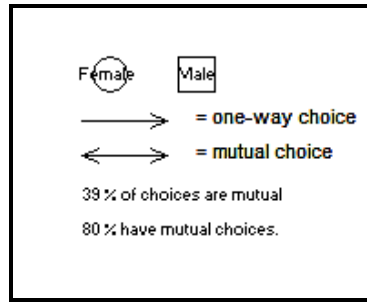 Female Male
= one-way choice
= mutual choice
39 % of choices are mutual
80 % have mutual choices.